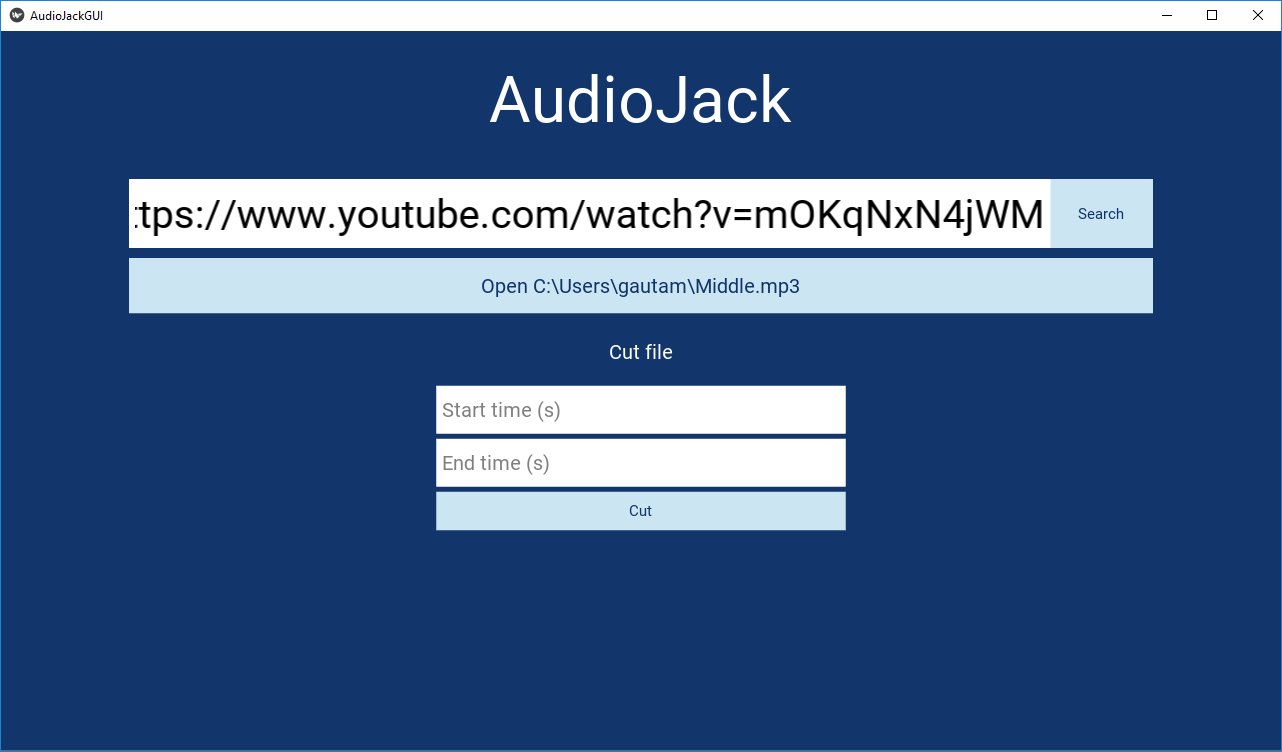 AudioJackGUI
AudioJack
ttps://www.youtube.com/watch?v=mOKqNxN4jWM
Search
Open C:\Users\gautam\Middle.mp3
Cut file
Start time (s)
End time (s)
Cut